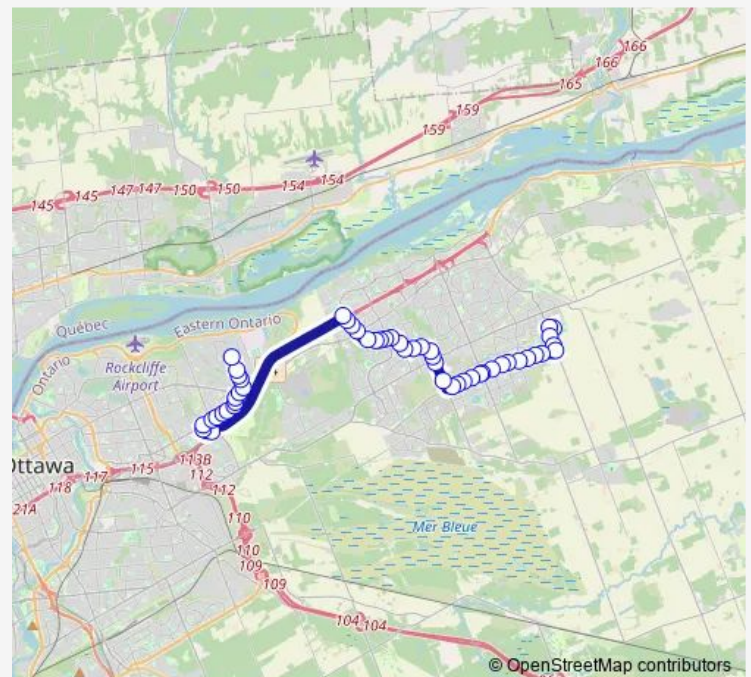 166
166
165
159
159
154
154
150
150
147
147
145
145
Québec
Eastern Ontario
Ontario
Rockcliffe
Airport
Ottawa
113B
115
117
118
21A
112
112
110
110
109
109
104
104
Mer Bleue
© OpenStreetMap contributors